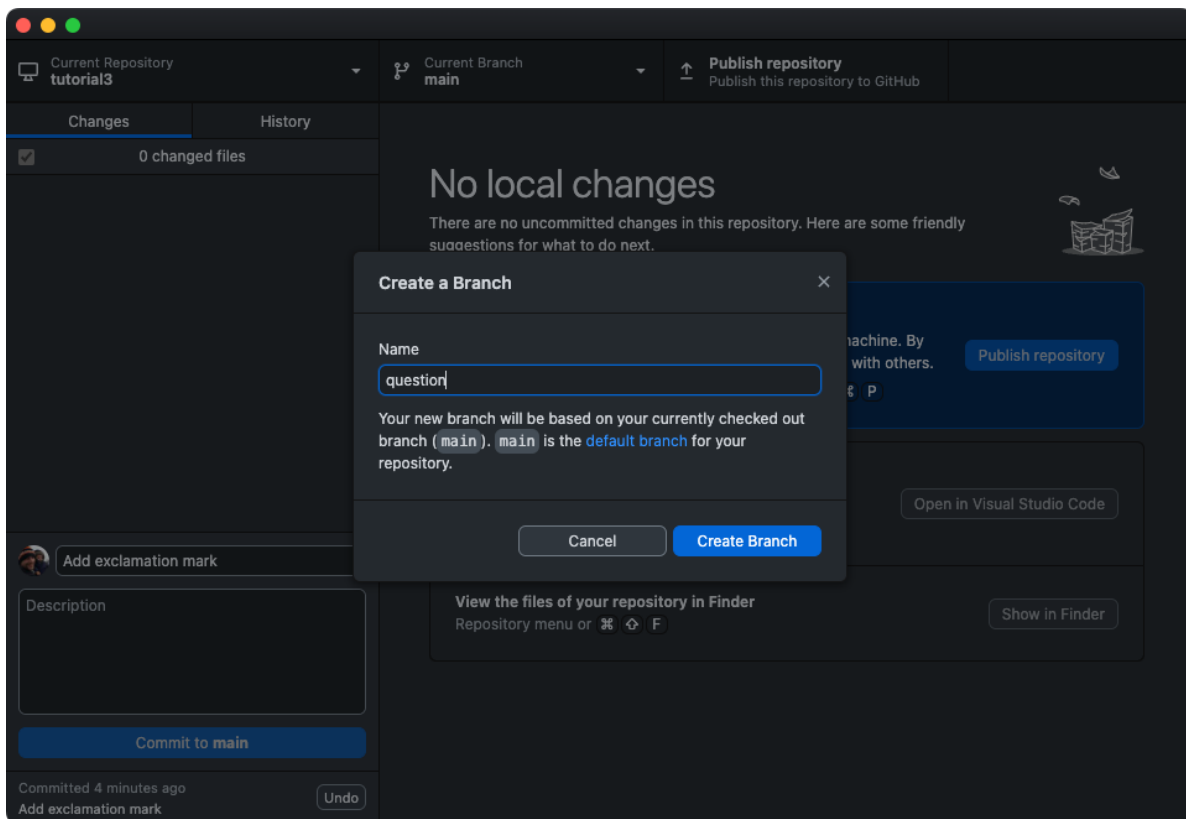 Current Repository
tutorial3
Current Branch
main
Publish repository
Publish this repository to GitHub
Changes
History
0 changed files
No local changes
There are no uncommitted changes in this repository. Here are some friendly
suggestions for what to do next.
Create a Branch
Name
question
Your new branch will be based on your currently checked out
branch (main). main is the default branch for your
repository.
Cancel
Create Branch
machine. By
with others.
⌘ P
Publish repository
Open in Visual Studio Code
View the files of your repository in Finder
Repository menu or ⌘ ⇧ F
Show in Finder
Add exclamation mark
Description
Commit to main
Committed 4 minutes ago
Add exclamation mark
Undo